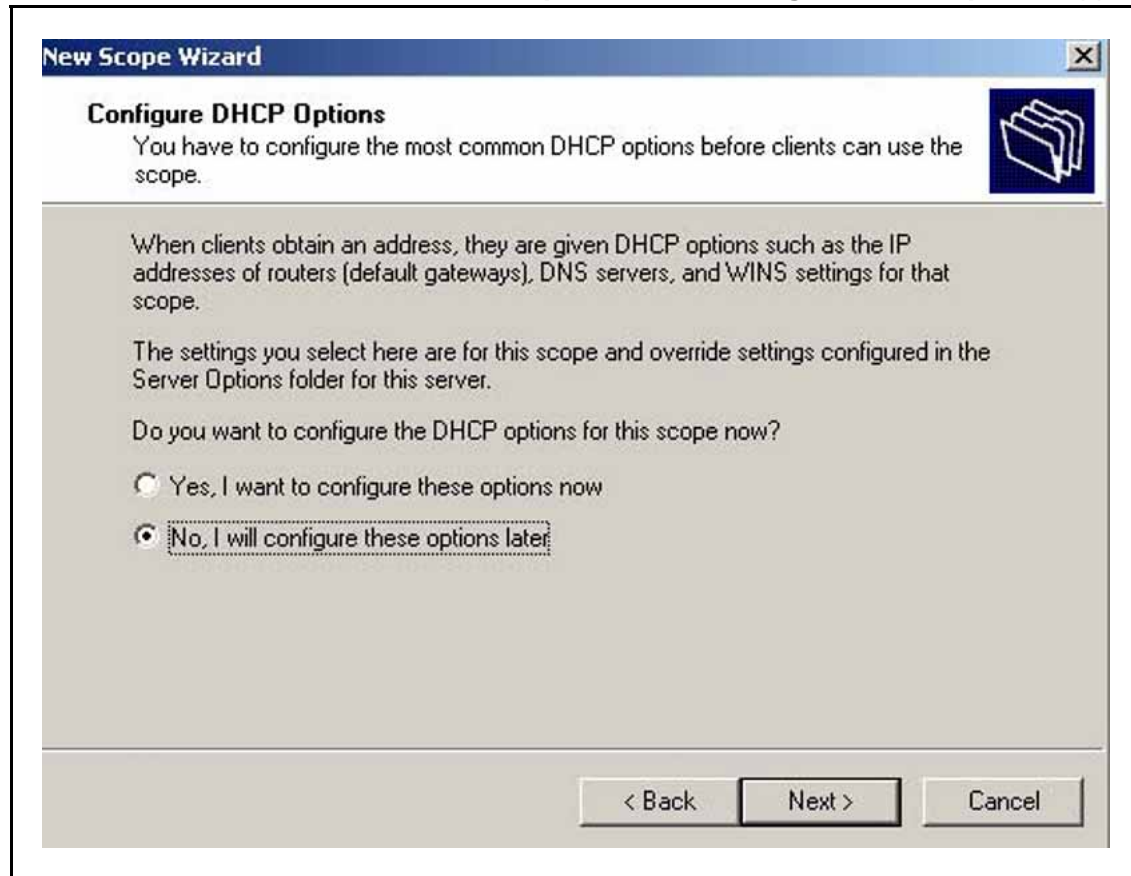 New Scope Wizard
Configure DHCP Options
You have to configure the most common DHCP options before clients can use the
scope.
When clients obtain an address, they are given DHCP options such as the IP
addresses of routers (default gateways), DNS servers, and WINS settings for that
scope.
The settings you select here are for this scope and override settings configured in the
Server Options folder for this server.
Do you want to configure the DHCP options for this scope now?
Yes, I want to configure these options now
No, I will configure these options later
< Back
Next >
Cancel